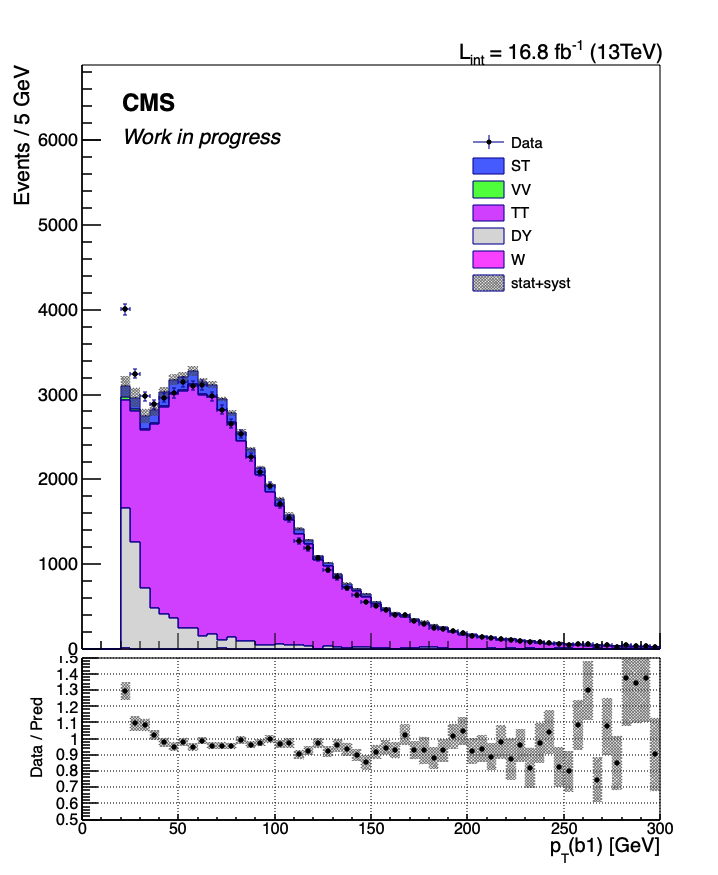 L_int = 16.8 fb^-1 (13TeV)
CMS
Work in progress
Events / 5 GeV
6000
5000
4000
3000
2000
1000
0
Data
ST
VV
TT
DY
W
stat+syst
Data / Pred
1.5
1.4
1.3
1.2
1.1
1
0.9
0.8
0.7
0.6
0.5
0 50 100 150 200 250 300
p_T(b1) [GeV]